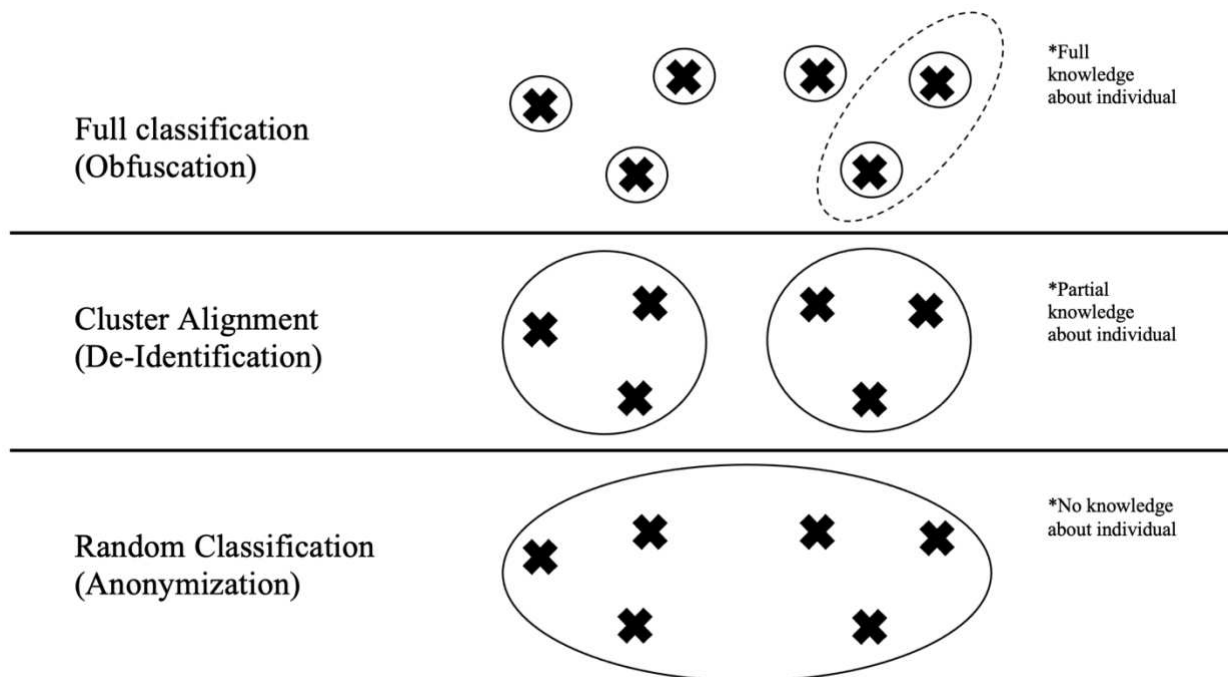 Full classification
(Obfuscation)
*Full
knowledge
about individual
Cluster Alignment
(De-Identification)
*Partial
knowledge
about individual
Random Classification
(Anonymization)
*No knowledge
about individual